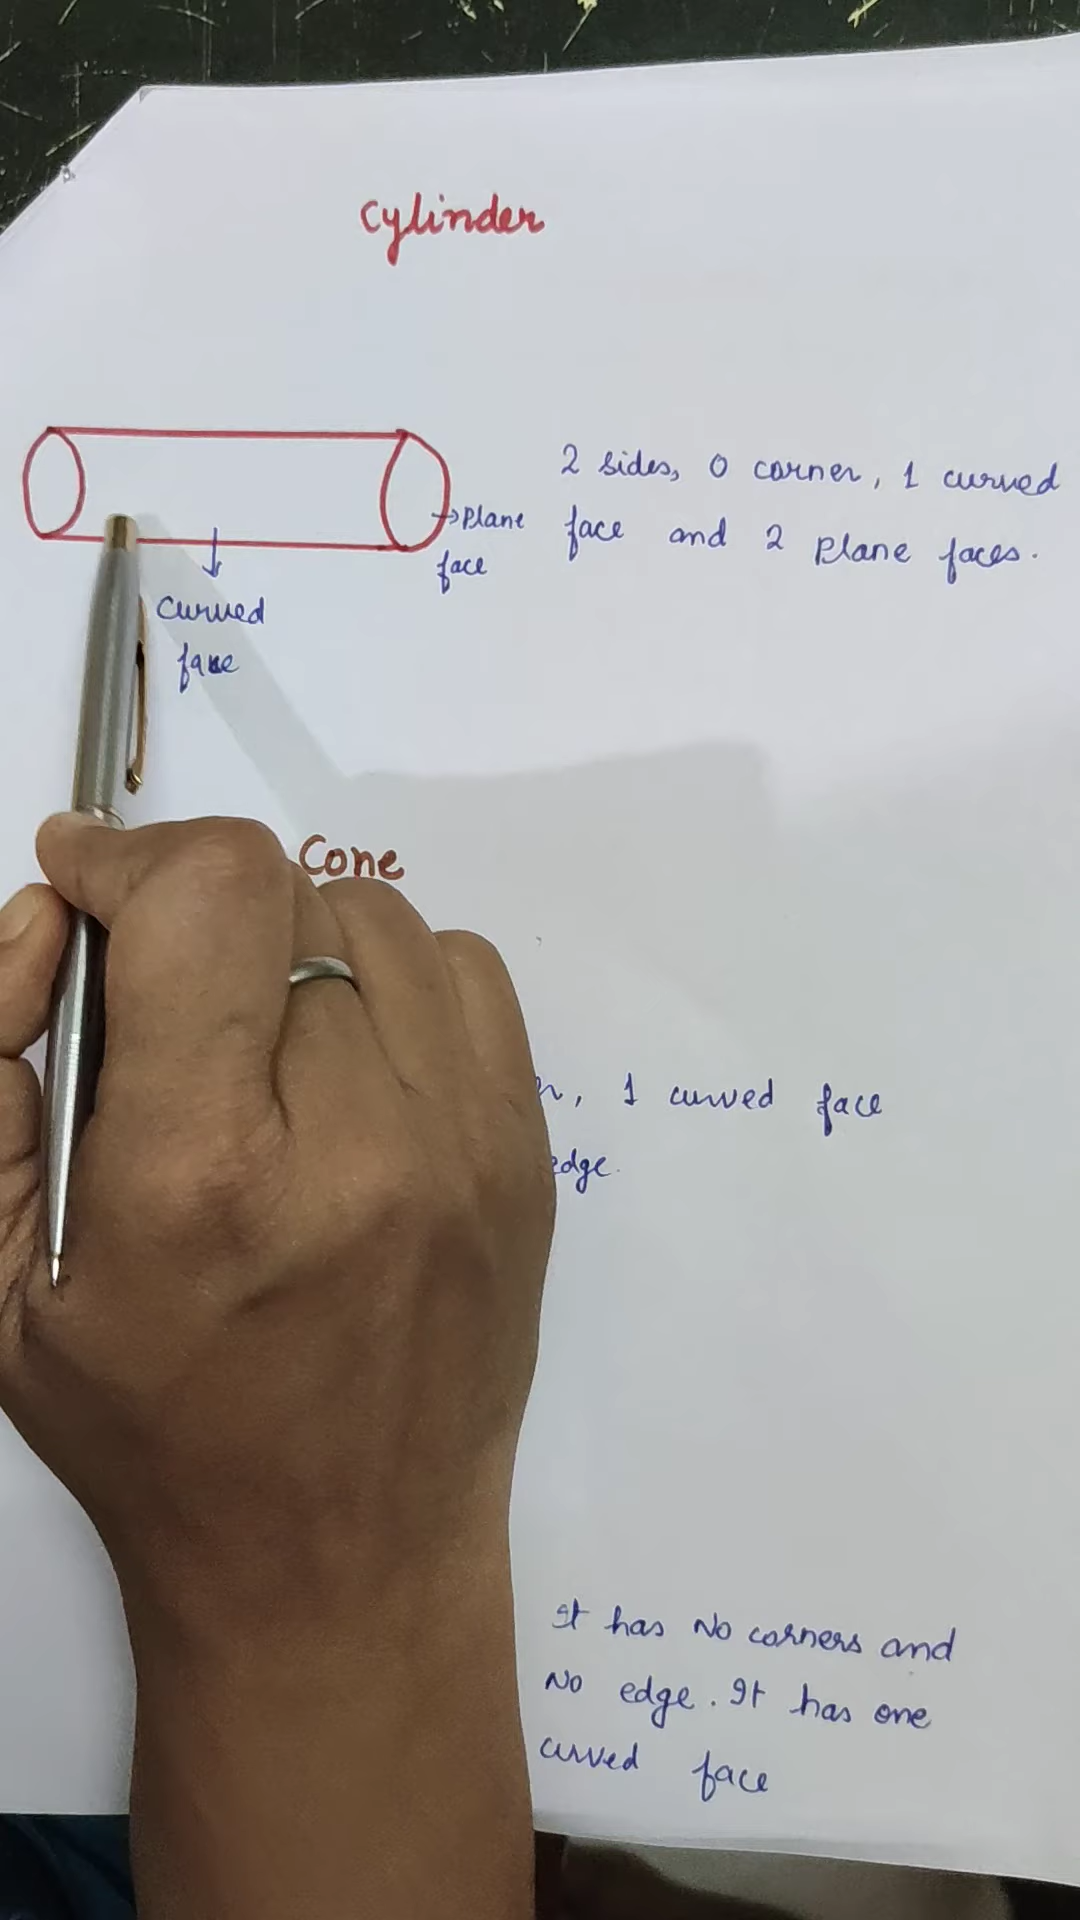 Cylinder
2 sides, 0 corner, 1 curved
face and 2 Plane faces.
Plane
face
curved
face
Cone
, 1 curved face
edge.
It has No corners and
No edge. It has one
curved face